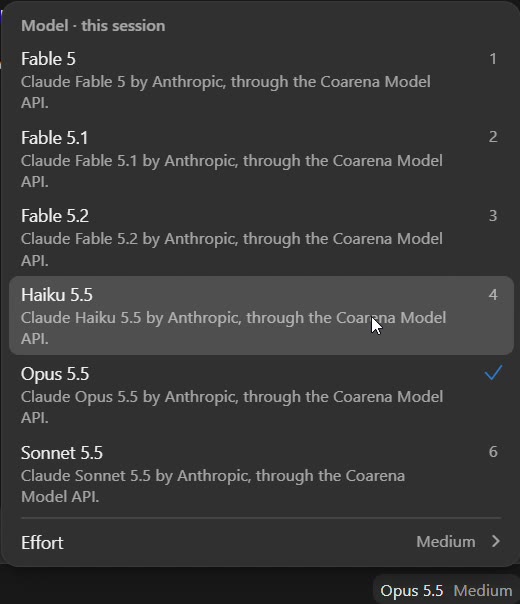 Model · this session
Fable 5 1
Claude Fable 5 by Anthropic, through the Coarena Model
API.
Fable 5.1 2
Claude Fable 5.1 by Anthropic, through the Coarena Model
API.
Fable 5.2 3
Claude Fable 5.2 by Anthropic, through the Coarena Model
API.
Haiku 5.5 4
Claude Haiku 5.5 by Anthropic, through the Coarena Model
API.
Opus 5.5
Claude Opus 5.5 by Anthropic, through the Coarena Model
API.
Sonnet 5.5 6
Claude Sonnet 5.5 by Anthropic, through the Coarena
Model API.
Effort Medium
Opus 5.5 Medium